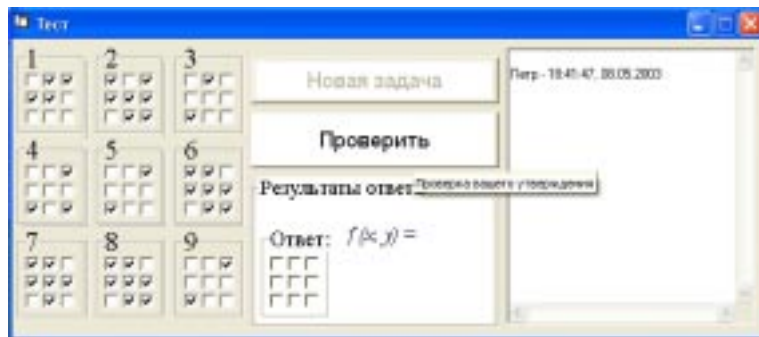 Тест
1 2 3
4 5 6
7 8 9
Новая задача
Проверить
Результаты ответ
Проверка вашего утверждения
Ответ: f (x, y) =
Петр - 18:41:47, 08.05.2003